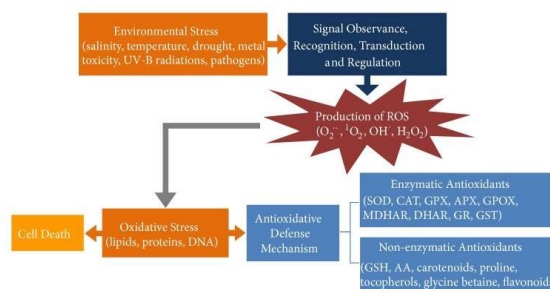 Environmental Stress
(salinity, temperature, drought, metal
toxicity, UV-B radiations, pathogens)
Signal Observance,
Recognition, Transduction
and Regulation
Production of ROS
(O₂˙⁻, ¹O₂, OH˙, H₂O₂)
Enzymatic Antioxidants
(SOD, CAT, GPX, APX, GPOX,
MDHAR, DHAR, GR, GST)
Cell Death
Oxidative Stress
(lipids, proteins, DNA)
Antioxidative
Defense
Mechanism
Non-enzymatic Antioxidants
(GSH, AA, carotenoids, proline,
tocopherols, glycine betaine, flavonoid